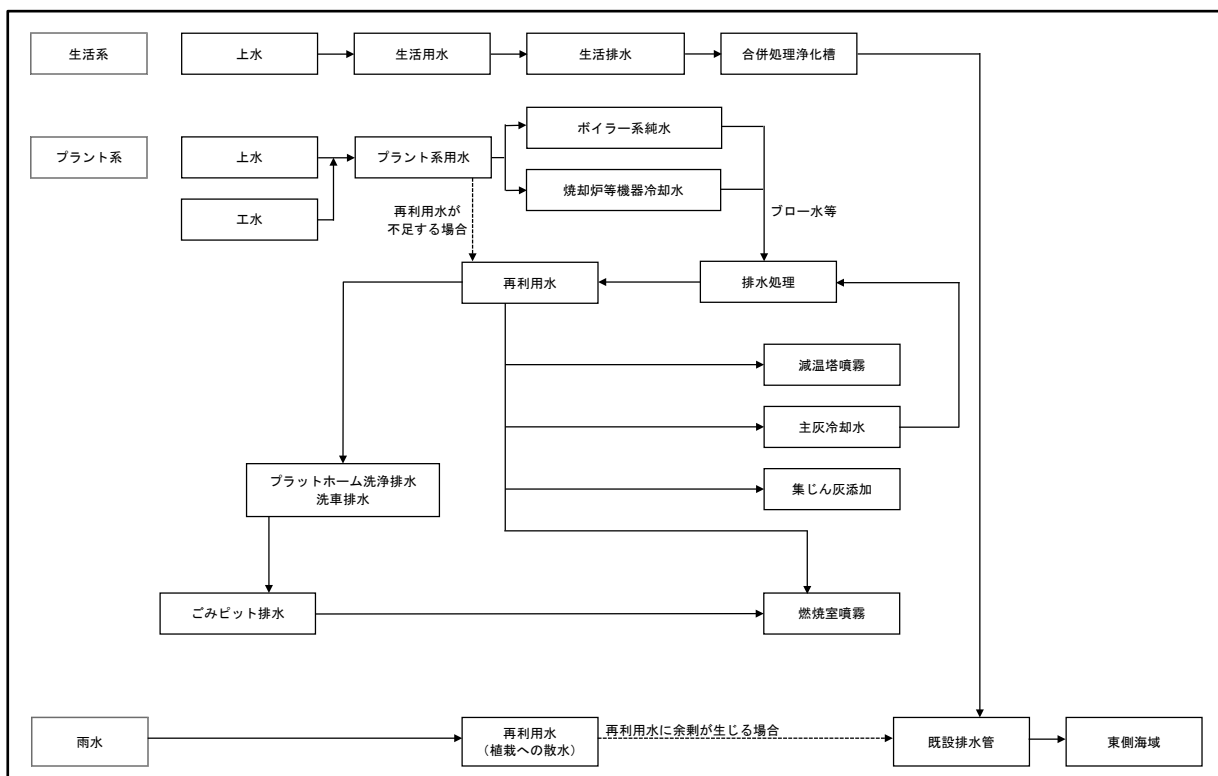 生活系
上水
生活用水
生活排水
合併処理浄化槽
プラント系
上水
プラント系用水
ボイラー系純水
焼却炉等機器冷却水
工水
再利用水が
不足する場合
ブロー水等
再利用水
排水処理
減温塔噴霧
主灰冷却水
プラットホーム洗浄排水
洗車排水
集じん灰添加
ごみピット排水
燃焼室噴霧
雨水
再利用水
（植栽への散水）
再利用水に余剰が生じる場合
既設排水管
東側海域